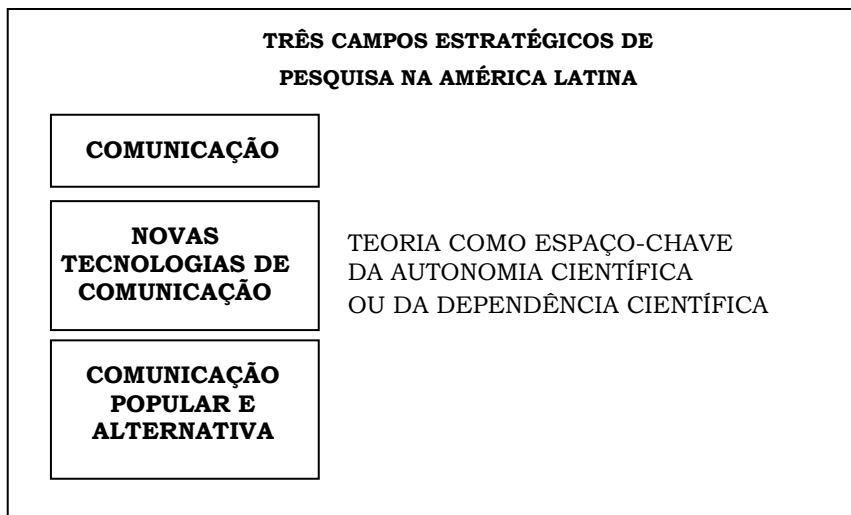 TRÊS CAMPOS ESTRATÉGICOS DE
PESQUISA NA AMÉRICA LATINA
COMUNICAÇÃO
NOVAS
TECNOLOGIAS DE
COMUNICAÇÃO
TEORIA COMO ESPAÇO-CHAVE
DA AUTONOMIA CIENTÍFICA
OU DA DEPENDÊNCIA CIENTÍFICA
COMUNICAÇÃO
POPULAR E
ALTERNATIVA